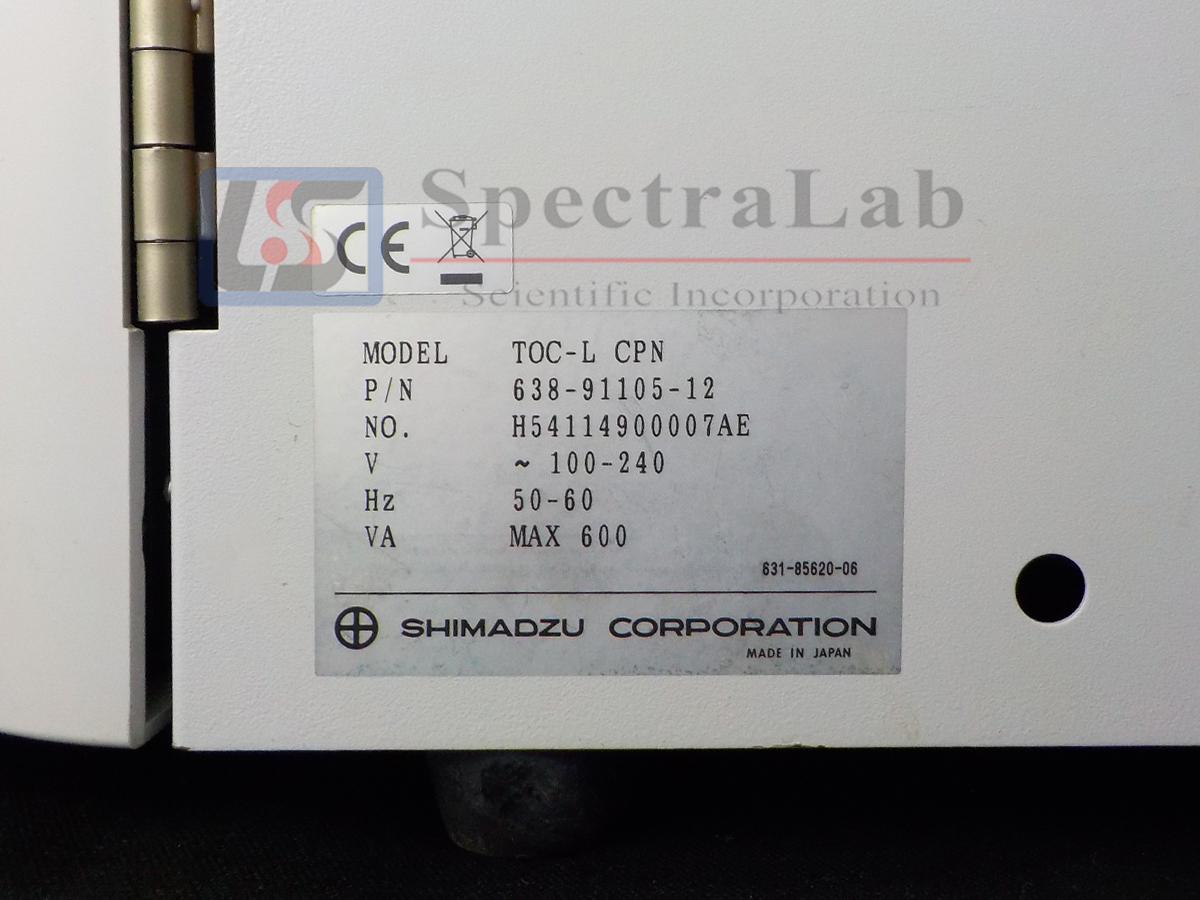 SpectraLab
CE
Scientific Incorporation
MODEL TOC-L CPN
P/N 638-91105-12
NO. H54114900007AE
V ~ 100-240
Hz 50-60
VA MAX 600
631-85620-06
SHIMADZU CORPORATION
MADE IN JAPAN